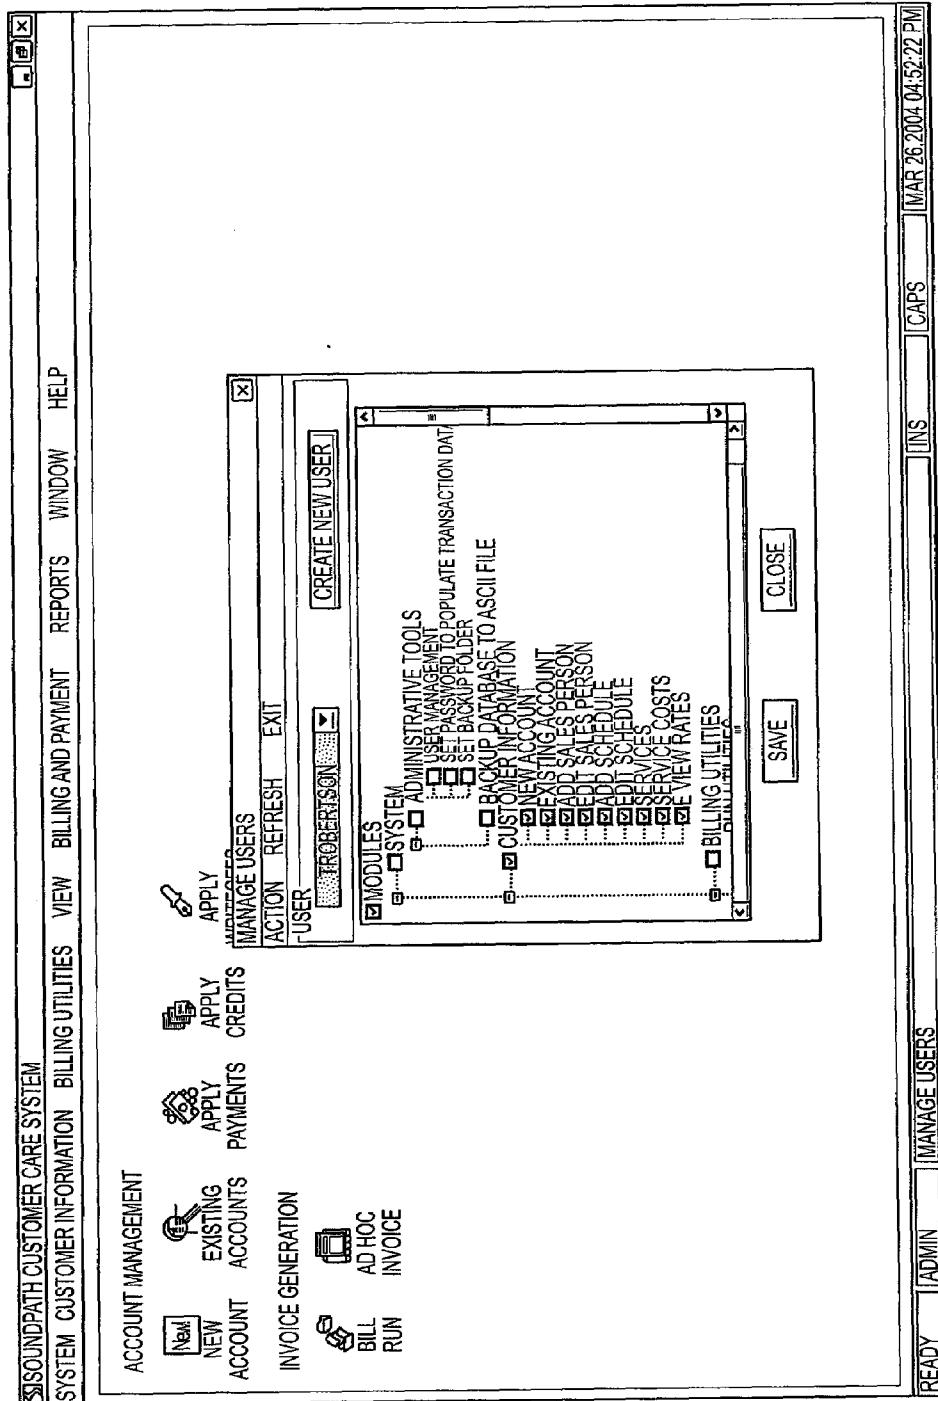 SOUNDPATH CUSTOMER CARE SYSTEM
SYSTEM CUSTOMER INFORMATION BILLING UTILITIES VIEW BILLING AND PAYMENT REPORTS WINDOW HELP
ACCOUNT MANAGEMENT
New
NEW ACCOUNT
EXISTING ACCOUNTS
APPLY PAYMENTS
APPLY CREDITS
APPLY
INVOICE GENERATION
BILL RUN
AD HOC INVOICE
MANAGE USERS
ACTION REFRESH EXIT
USER
TROBERTSON
CREATE NEW USER
MODULES
SYSTEM
ADMINISTRATIVE TOOLS
USER MANAGEMENT
SET PASSWORD TO POPULATE TRANSACTION DATA
SET BACKUP FOLDER
BACKUP DATABASE TO ASCII FILE
CUSTOMER INFORMATION
NEW ACCOUNT
EXISTING ACCOUNT
ADD SALES PERSON
EDIT SALES PERSON
ADD SCHEDULE
EDIT SCHEDULE
SERVICES
SERVICE COSTS
E VIEW RATES
BILLING UTILITIES
SAVE
CLOSE
READY ADMIN MANAGE USERS INS CAPS MAR 26.2004 04:52:22 PM